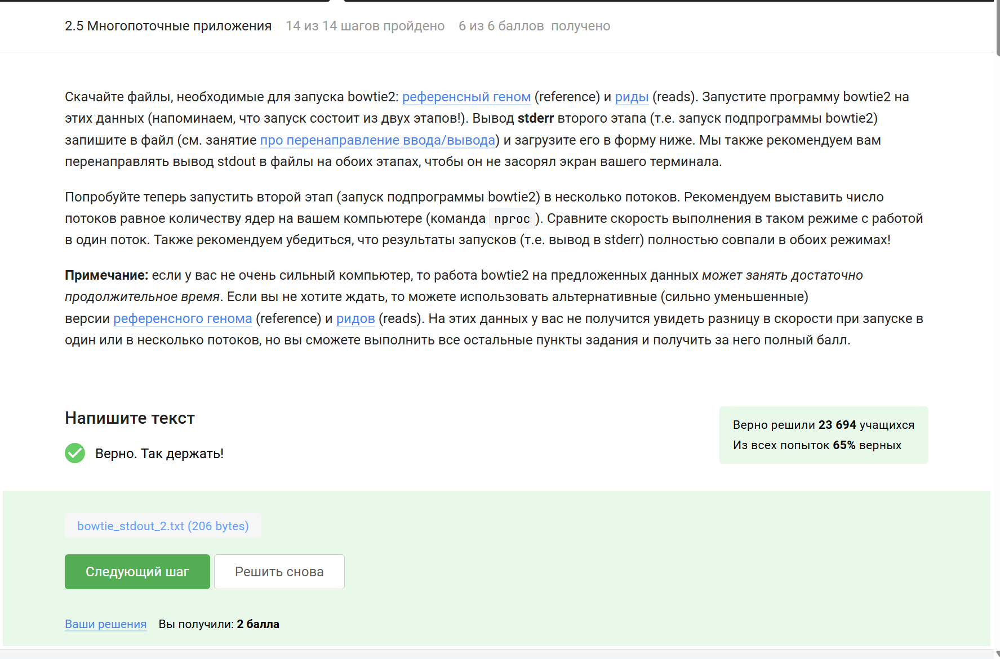 2.5 Многопоточные приложения 14 из 14 шагов пройдено 6 из 6 баллов получено
Скачайте файлы, необходимые для запуска bowtie2: референсный геном (reference) и риды (reads). Запустите программу bowtie2 на
этих данных (напоминаем, что запуск состоит из двух этапов!). Вывод stderr второго этапа (т.е. запуск подпрограммы bowtie2)
запишите в файл (см. занятие про перенаправление ввода/вывода) и загрузите его в форму ниже. Мы также рекомендуем вам
перенаправлять вывод stdout в файлы на обоих этапах, чтобы он не засорял экран вашего терминала.
Попробуйте теперь запустить второй этап (запуск подпрограммы bowtie2) в несколько потоков. Рекомендуем выставить число
потоков равное количеству ядер на вашем компьютере (команда nproc). Сравните скорость выполнения в таком режиме с работой
в один поток. Также рекомендуем убедиться, что результаты запусков (т.е. вывод в stderr) полностью совпали в обоих режимах!
Примечание: если у вас не очень сильный компьютер, то работа bowtie2 на предложенных данных может занять достаточно
продолжительное время. Если вы не хотите ждать, то можете использовать альтернативные (сильно уменьшенные)
версии референсного генома (reference) и ридов (reads). На этих данных у вас не получится увидеть разницу в скорости при запуске в
один или в несколько потоков, но вы сможете выполнить все остальные пункты задания и получить за него полный балл.
Напишите текст
Верно. Так держать!
Верно решили 23 694 учащихся
Из всех попыток 65% верных
bowtie_stdout_2.txt (206 bytes)
Следующий шаг Решить снова
Ваши решения Вы получили: 2 балла